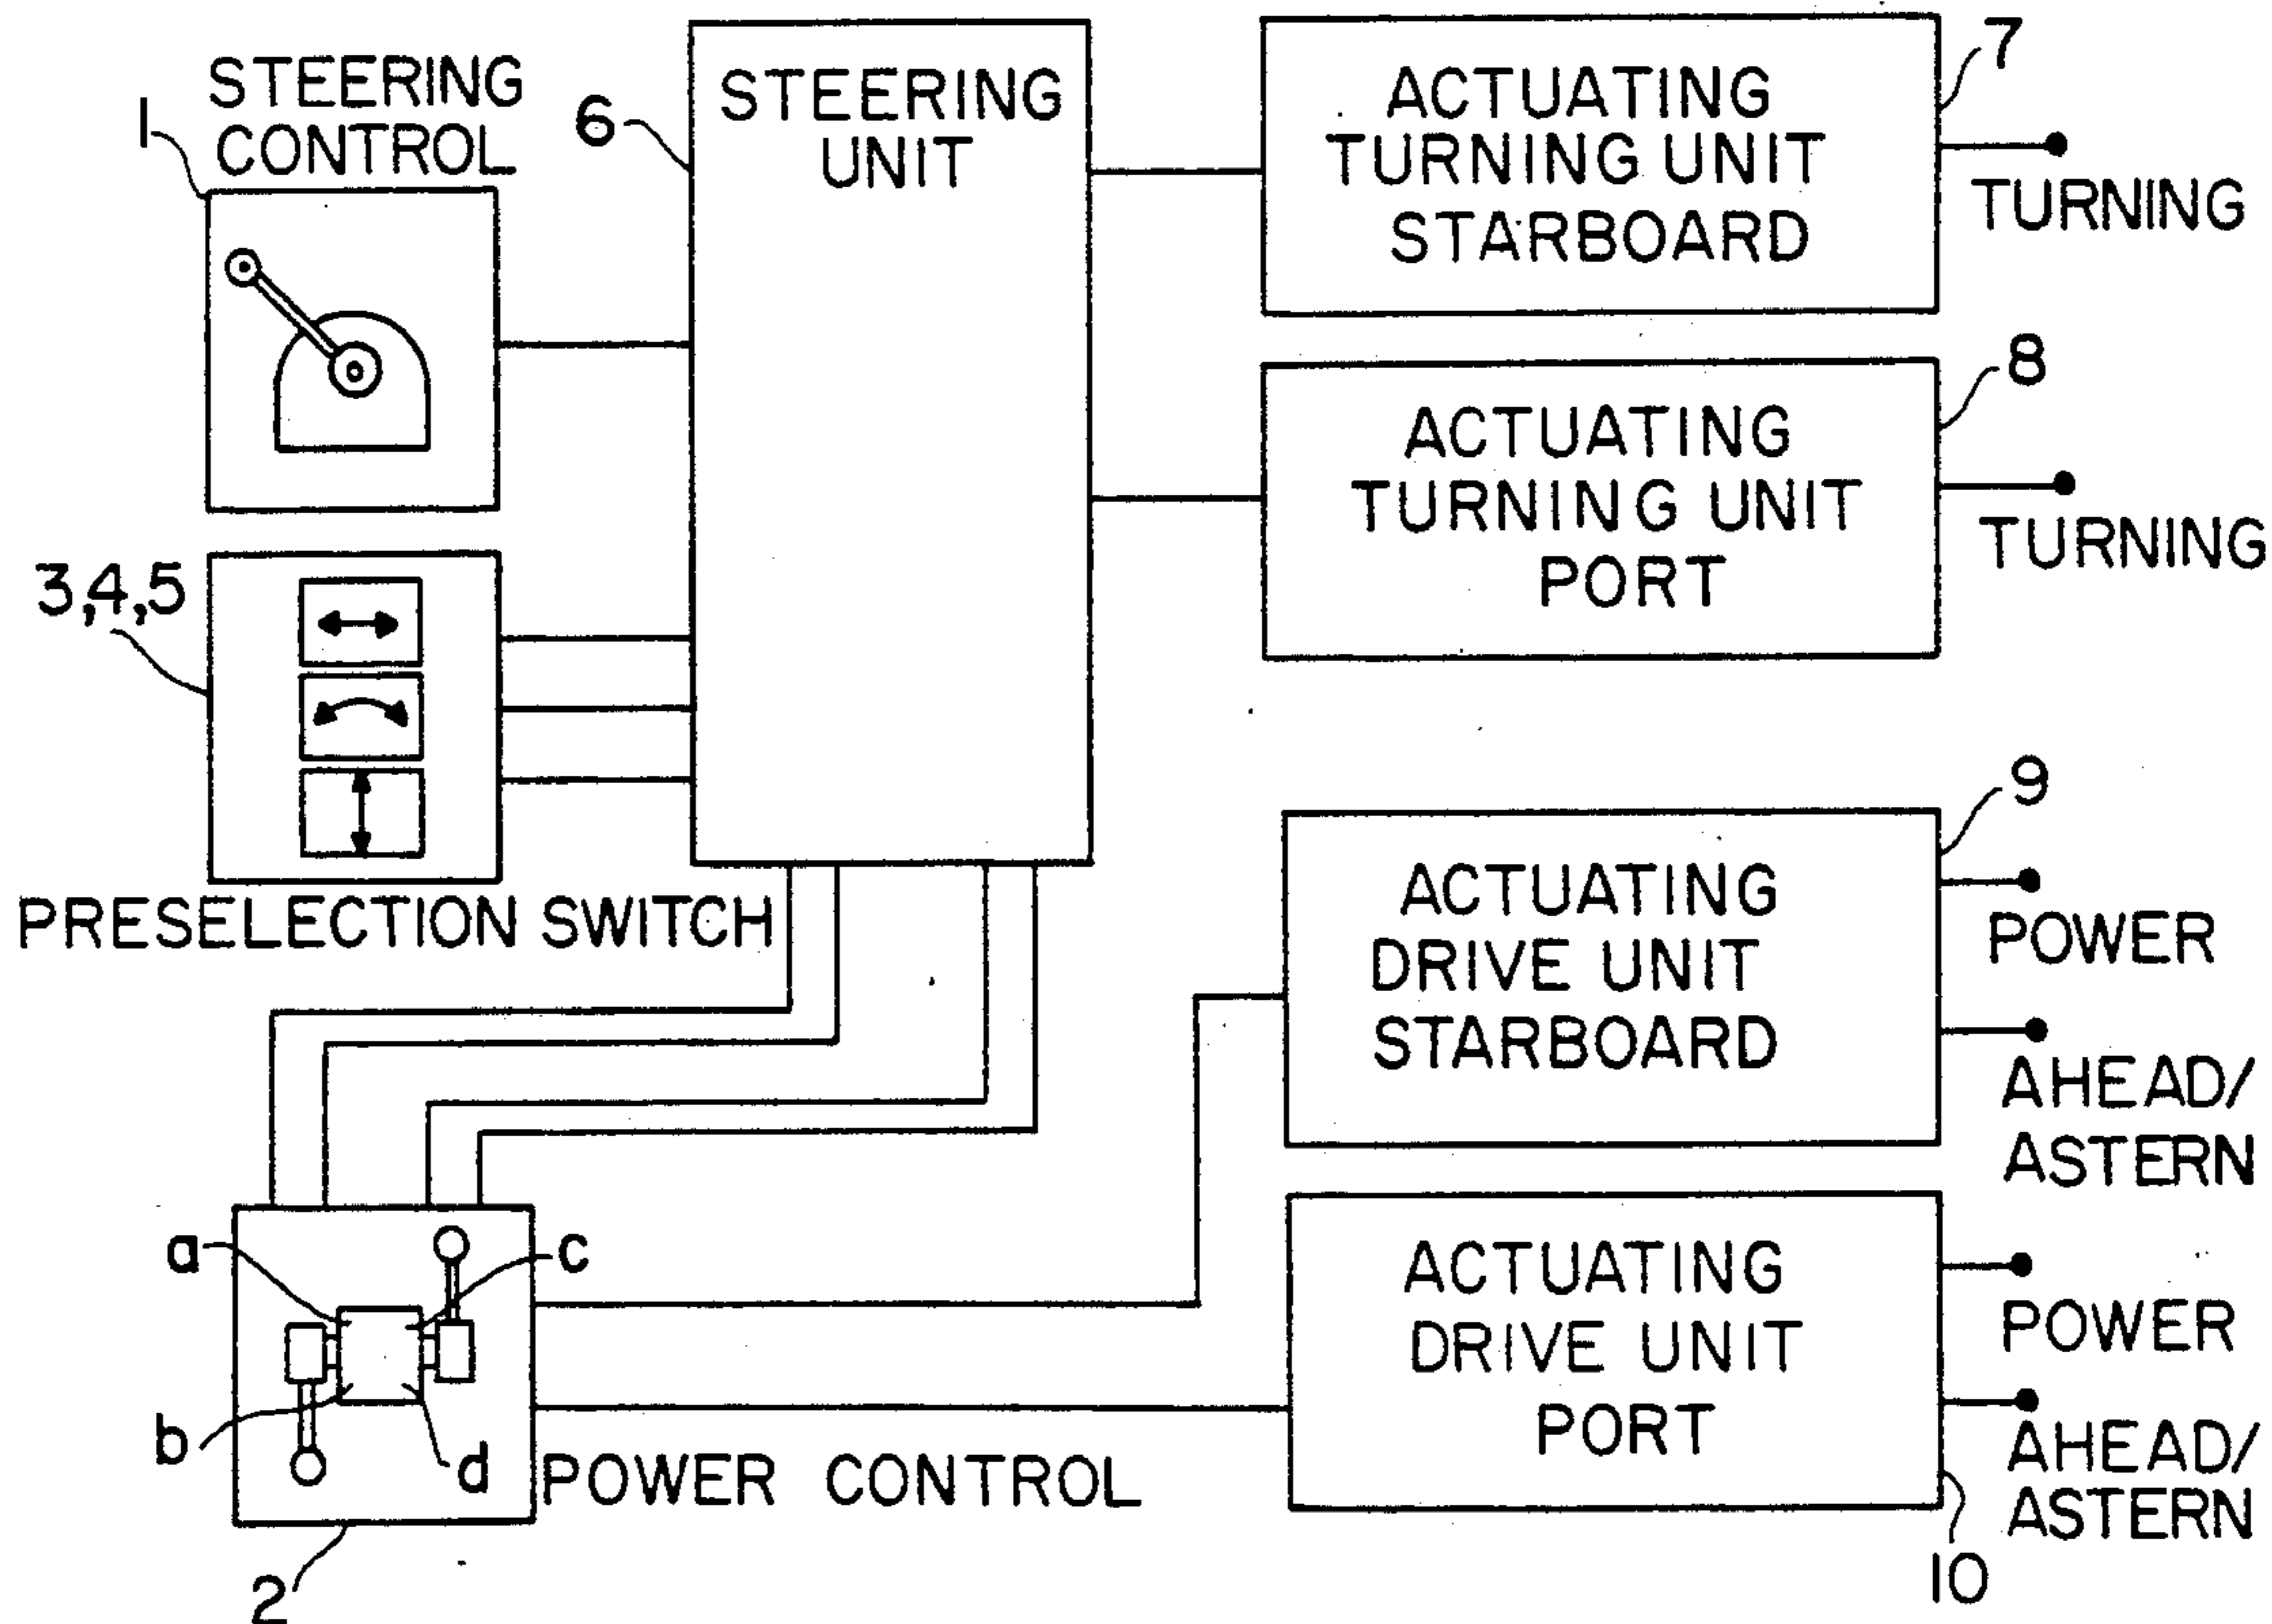 STEERING
CONTROL
1
6
STEERING
UNIT
ACTUATING
TURNING UNIT
STARBOARD
7
TURNING
ACTUATING
TURNING UNIT
PORT
8
TURNING
3,4,5
PRESELECTION SWITCH
ACTUATING
DRIVE UNIT
STARBOARD
9
POWER
AHEAD/
ASTERN
a
c
b
d
POWER CONTROL
2
ACTUATING
DRIVE UNIT
PORT
POWER
AHEAD/
ASTERN
10